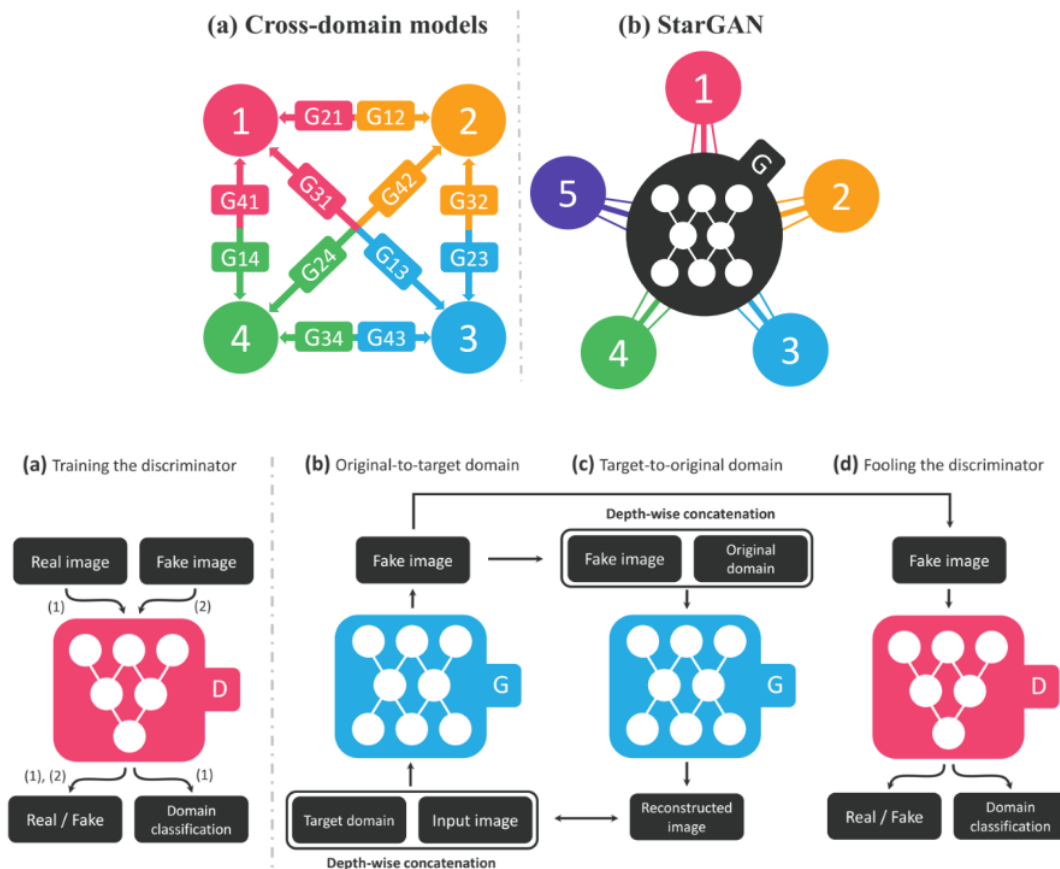 (a) Cross-domain models
(b) StarGAN
1
G21
G12
2
G41
G31
G42
G32
G14
G24
G13
G23
4
G34
G43
3
1
G
5
2
4
3
(a) Training the discriminator
(b) Original-to-target domain
(c) Target-to-original domain
(d) Fooling the discriminator
Real image
Fake image
(1)
(2)
D
(1), (2)
(1)
Real / Fake
Domain
classification
Fake image
G
Target domain
Input image
Depth-wise concatenation
Depth-wise concatenation
Fake image
Original
domain
G
Reconstructed
image
Fake image
D
Real / Fake
Domain
classification